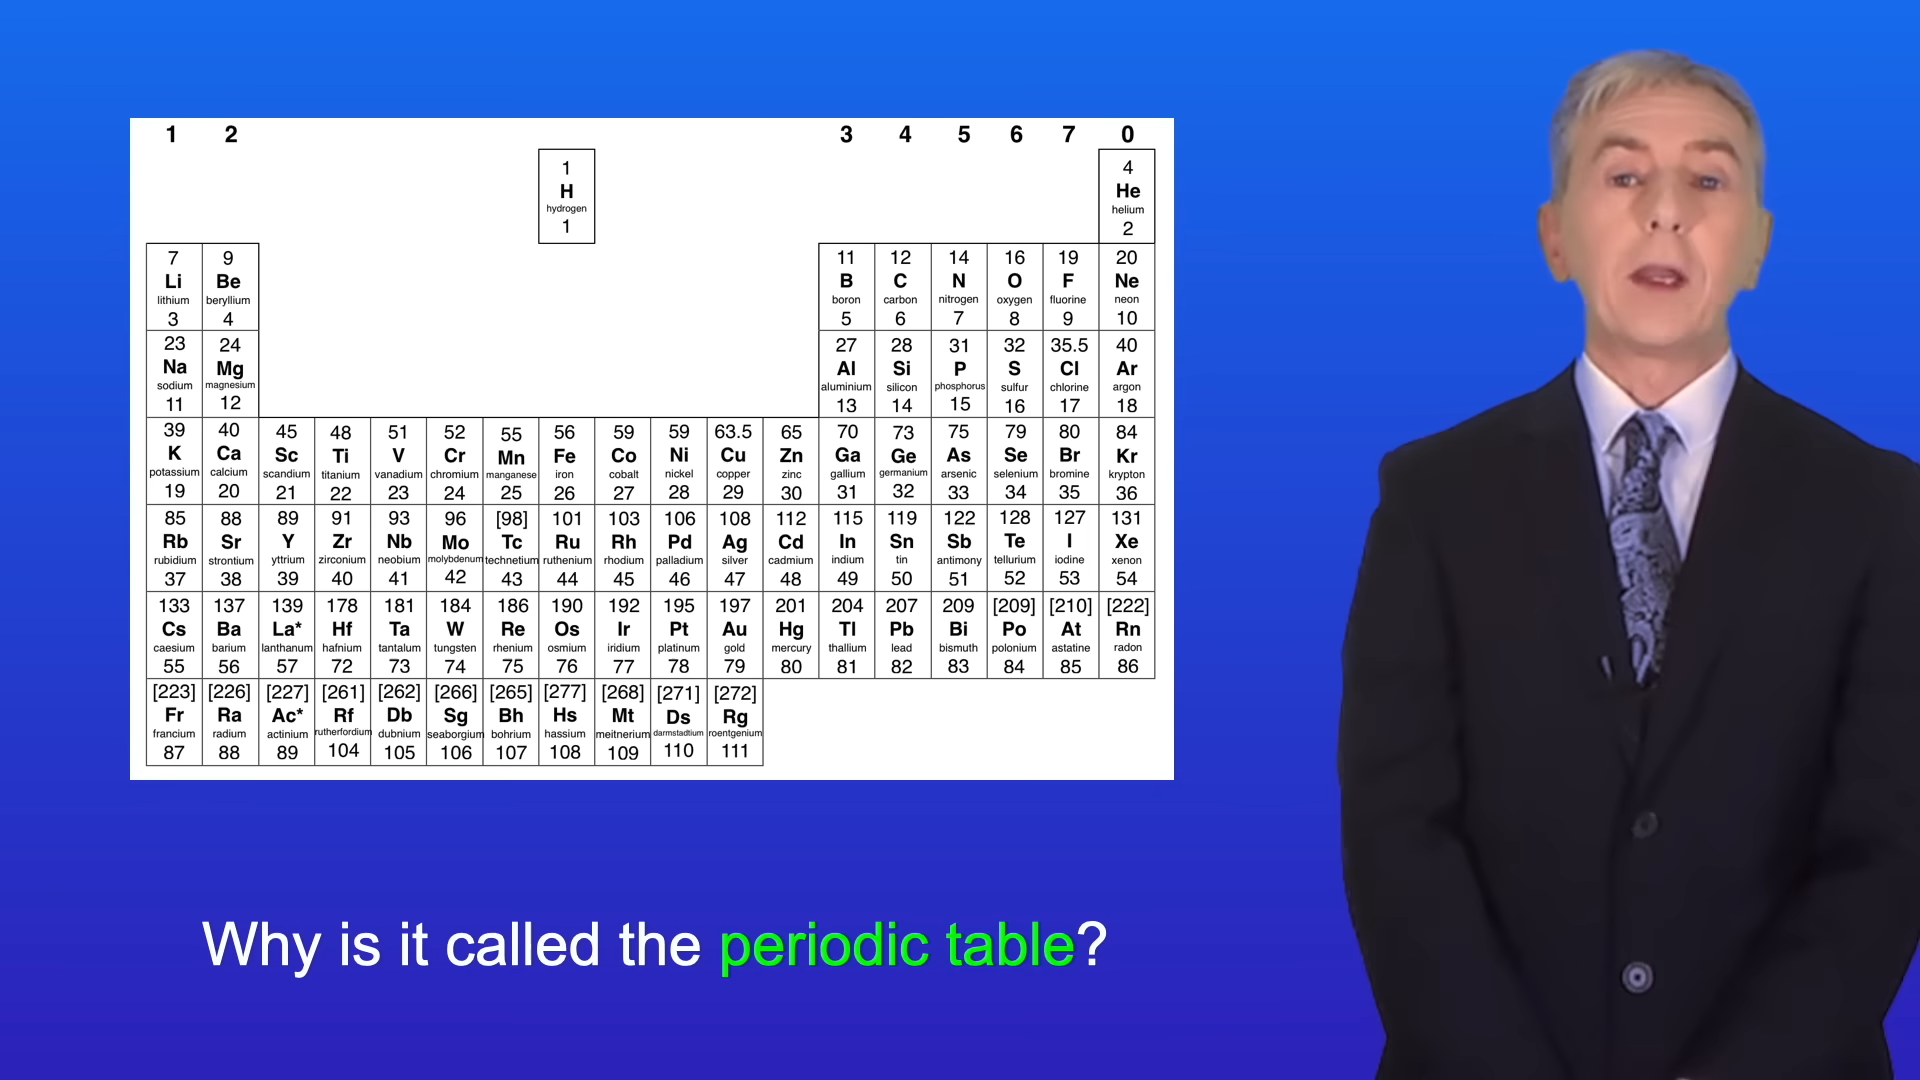 1 2 3 4 5 6 7 0
1 4
H He
hydrogen helium
1 2
7 9 11 12 14 16 19 20
Li Be B C N O F Ne
lithium beryllium boron carbon nitrogen oxygen fluorine neon
3 4 5 6 7 8 9 10
23 24 27 28 31 32 35.5 40
Na Mg Al Si P S Cl Ar
sodium magnesium aluminium silicon phosphorus sulfur chlorine argon
11 12 13 14 15 16 17 18
39 40 45 48 51 52 55 56 59 59 63.5 65 70 73 75 79 80 84
K Ca Sc Ti V Cr Mn Fe Co Ni Cu Zn Ga Ge As Se Br Kr
potassium calcium scandium titanium vanadium chromium manganese iron cobalt nickel copper zinc gallium germanium arsenic selenium bromine krypton
19 20 21 22 23 24 25 26 27 28 29 30 31 32 33 34 35 36
85 88 89 91 93 96 [98] 101 103 106 108 112 115 119 122 128 127 131
Rb Sr Y Zr Nb Mo Tc Ru Rh Pd Ag Cd In Sn Sb Te I Xe
rubidium strontium yttrium zirconium neobium molybdenum technetium ruthenium rhodium palladium silver cadmium indium tin antimony tellurium iodine xenon
37 38 39 40 41 42 43 44 45 46 47 48 49 50 51 52 53 54
133 137 139 178 181 184 186 190 192 195 197 201 204 207 209 [209] [210] [222]
Cs Ba La* Hf Ta W Re Os Ir Pt Au Hg Tl Pb Bi Po At Rn
caesium barium lanthanum hafnium tantalum tungsten rhenium osmium iridium platinum gold mercury thallium lead bismuth polonium astatine radon
55 56 57 72 73 74 75 76 77 78 79 80 81 82 83 84 85 86
[223] [226] [227] [261] [262] [266] [265] [277] [268] [271] [272]
Fr Ra Ac* Rf Db Sg Bh Hs Mt Ds Rg
francium radium actinium rutherfordium dubnium seaborgium bohrium hassium meitnerium darmstadtium roentgenium
87 88 89 104 105 106 107 108 109 110 111
Why is it called the periodic table?